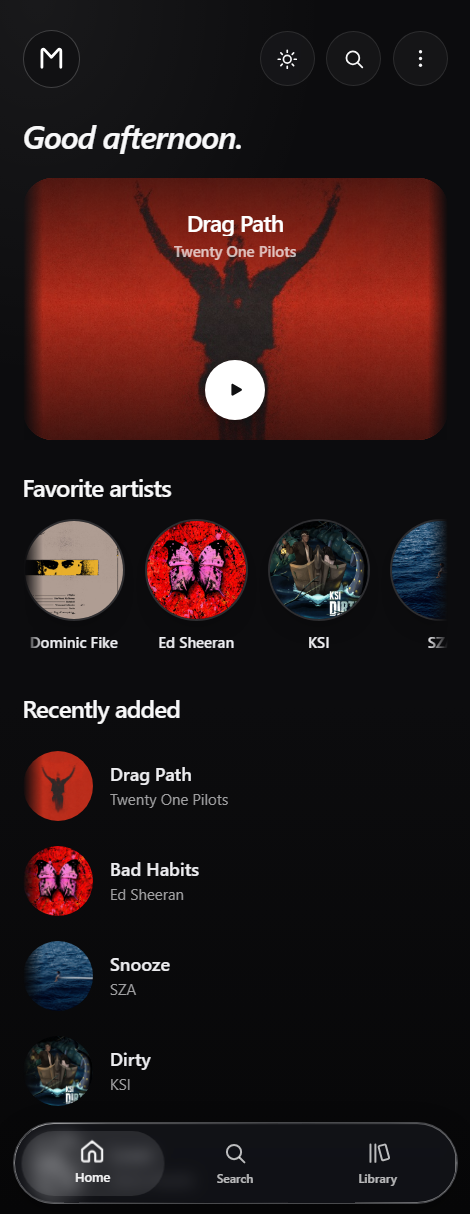 M
Good afternoon.
Drag Path
Twenty One Pilots
Favorite artists
Dominic Fike
Ed Sheeran
KSI
SZ
Recently added
Drag Path
Twenty One Pilots
Bad Habits
Ed Sheeran
Snooze
SZA
Dirty
KSI
Home
Search
Library